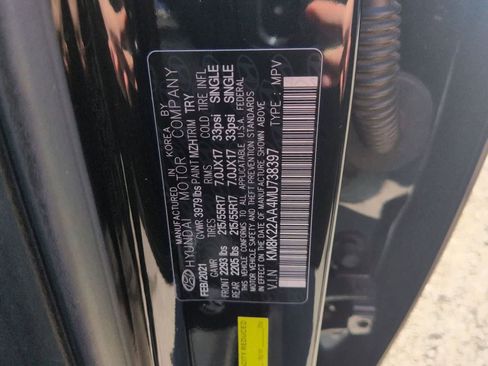 MANUFACTURED IN KOREA BY
HYUNDAI MOTOR COMPANY
FEB/2021 GVWR 3979 lbs PAINT MZH TRIM TRY
GAWR TIRES RIMS COLD TIRE INFL
FRONT 2293 lbs 215/55R17 7.0JX17 33psi SINGLE
REAR 2205 lbs 215/55R17 7.0JX17 33psi SINGLE
THIS VEHICLE CONFORMS TO ALL APPLICABLE FEDERAL
MOTOR VEHICLE SAFETY AND THEFT PREVENTION STANDARDS
IN EFFECT ON THE DATE OF MANUFACTURE SHOWN ABOVE
V.I.N KM8K22AA4MU738397 TYPE : MPV
REDUCED